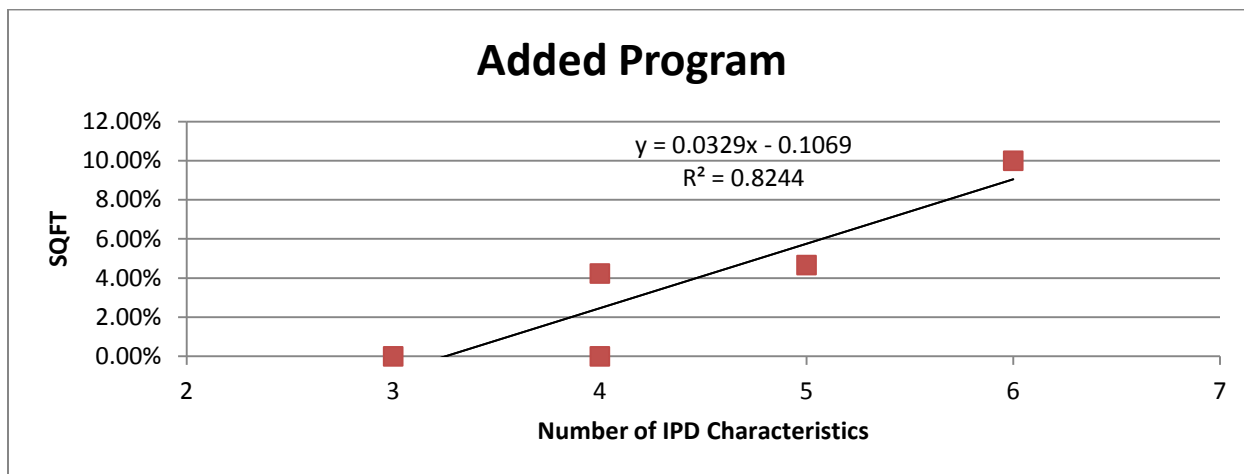 Added Program
12.00%
10.00%
8.00%
6.00%
4.00%
2.00%
0.00%
SQFT
y = 0.0329x - 0.1069
R² = 0.8244
2 3 4 5 6 7
Number of IPD Characteristics